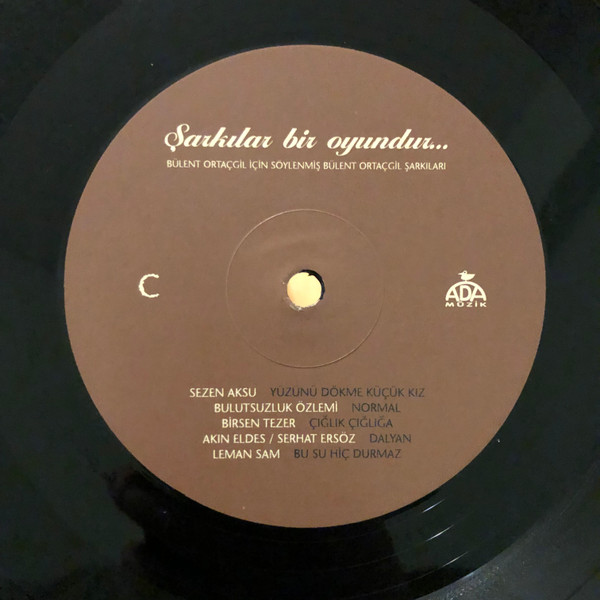 Şarkılar bir oyundur...
BÜLENT ORTAÇGİL İÇİN SÖYLENMİŞ BÜLENT ORTAÇGİL ŞARKILARI
C
ADA
MÜZİK
SEZEN AKSU YÜZÜNÜ DÖKME KÜÇÜK KIZ
BULUTSUZLUK ÖZLEMİ NORMAL
BİRSEN TEZER ÇIĞLIK ÇIĞLIĞA
AKIN ELDES / SERHAT ERSÖZ DALYAN
LEMAN SAM BU SU HİÇ DURMAZ